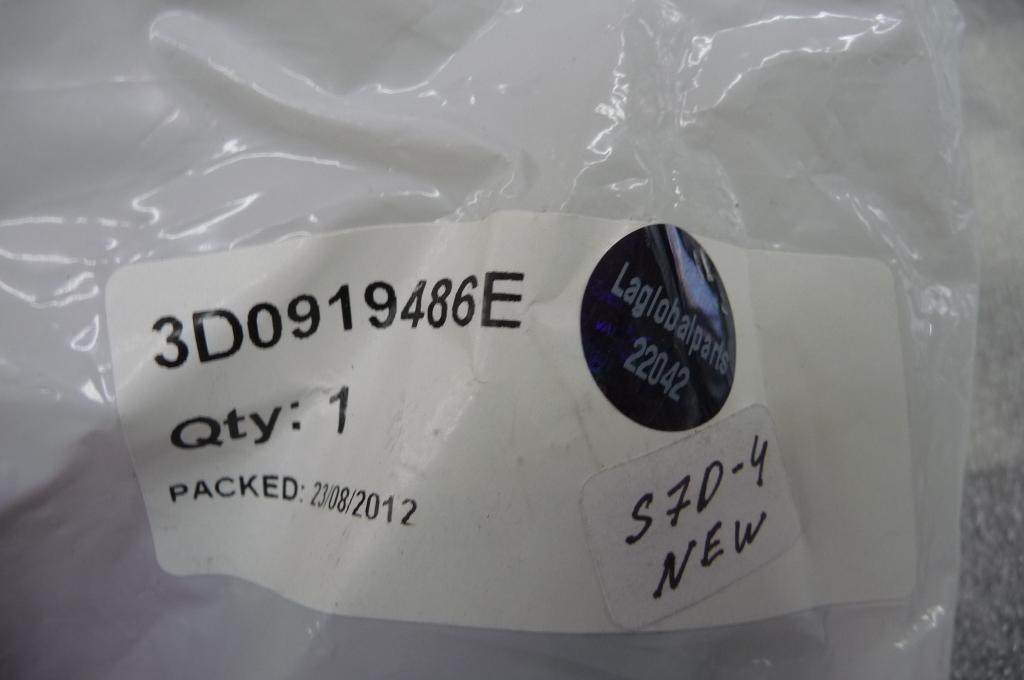 3D0919486E
Qty: 1
PACKED: 23/08/2012
Laglobalparts
22042
S7D-4
NEW